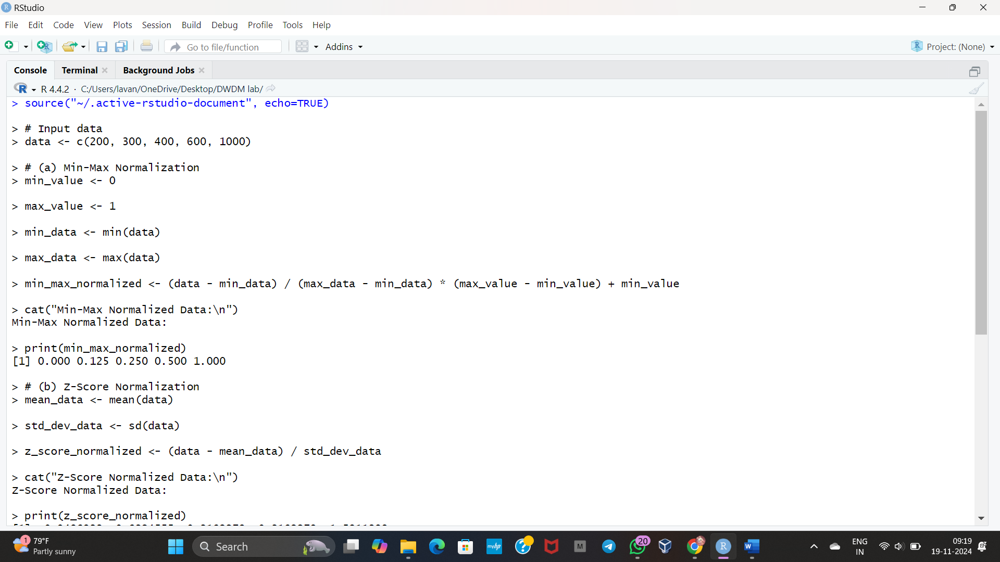 RStudio
File Edit Code View Plots Session Build Debug Profile Tools Help
Go to file/function Addins Project: (None)
Console Terminal Background Jobs
R 4.4.2 · C:/Users/lavan/OneDrive/Desktop/DWDM lab/
> source("~/.active-rstudio-document", echo=TRUE)
> # Input data
> data <- c(200, 300, 400, 600, 1000)
> # (a) Min-Max Normalization
> min_value <- 0
> max_value <- 1
> min_data <- min(data)
> max_data <- max(data)
> min_max_normalized <- (data - min_data) / (max_data - min_data) * (max_value - min_value) + min_value
> cat("Min-Max Normalized Data:\n")
Min-Max Normalized Data:
> print(min_max_normalized)
[1] 0.000 0.125 0.250 0.500 1.000
> # (b) Z-Score Normalization
> mean_data <- mean(data)
> std_dev_data <- sd(data)
> z_score_normalized <- (data - mean_data) / std_dev_data
> cat("Z-Score Normalized Data:\n")
Z-Score Normalized Data:
> print(z_score_normalized)
1 79°F
Partly sunny
Search
myhp
M
20
R
W
ENG
IN
09:19
19-11-2024